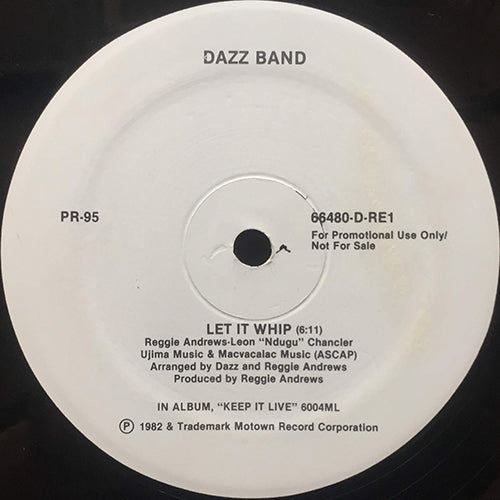 DAZZ BAND
PR-95
66480-D-RE1
For Promotional Use Only/
Not For Sale
LET IT WHIP (6:11)
Reggie Andrews-Leon "Ndugu" Chancler
Ujima Music & Macvacalac Music (ASCAP)
Arranged by Dazz and Reggie Andrews
Produced by Reggie Andrews
IN ALBUM, "KEEP IT LIVE" 6004ML
Ⓟ 1982 & Trademark Motown Record Corporation